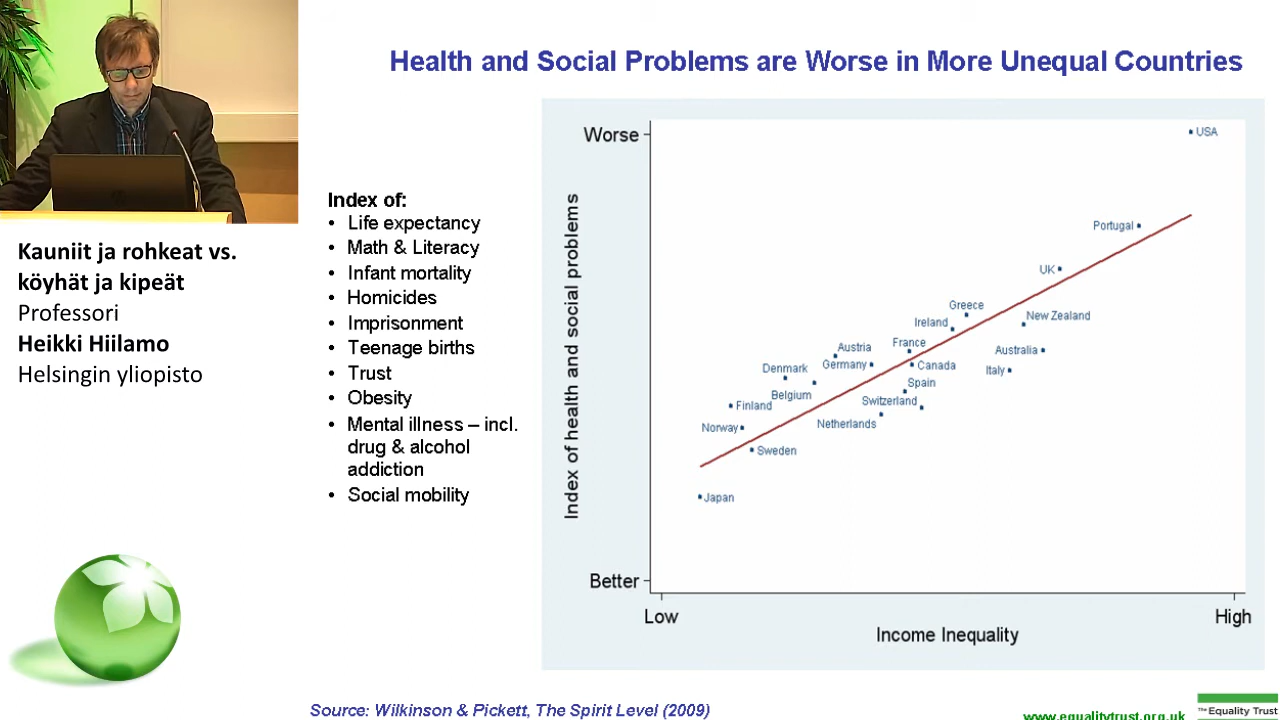 Health and Social Problems are Worse in More Unequal Countries
Kauniit ja rohkeat vs.
köyhät ja kipeät
Professori
Heikki Hiilamo
Helsingin yliopisto
Index of:
• Life expectancy
• Math & Literacy
• Infant mortality
• Homicides
• Imprisonment
• Teenage births
• Trust
• Obesity
• Mental illness – incl.
drug & alcohol
addiction
• Social mobility
Index of health and social problems
Worse
Better
USA
Portugal
UK
Greece
New Zealand
Ireland
France
Austria
Australia
Germany
Canada
Denmark
Italy
Spain
Belgium
Switzerland
Finland
Netherlands
Norway
Sweden
Japan
Low
High
Income Inequality
Source: Wilkinson & Pickett, The Spirit Level (2009)
www.equalitytrust.org.uk
The Equality Trust